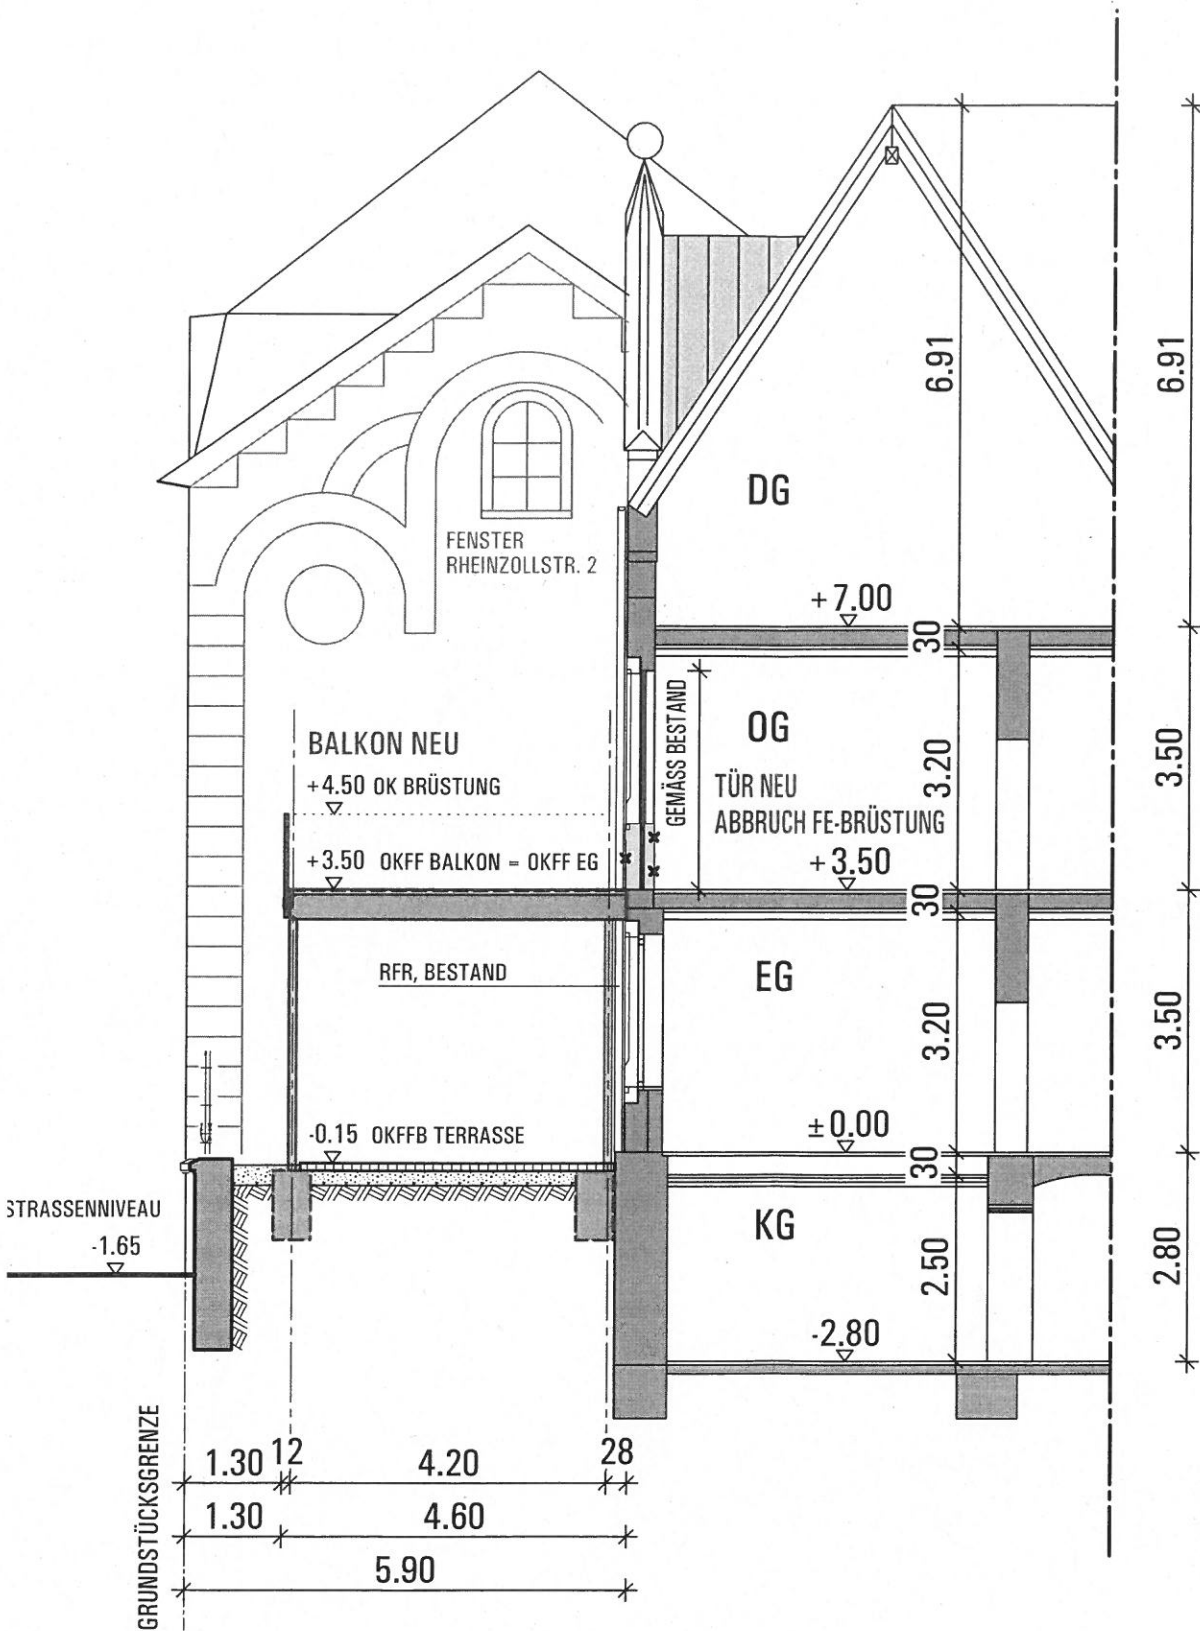 6.91
6.91
DG
FENSTER
RHEINZOLLSTR. 2
+7.00
30
GEMÄSS BESTAND
OG
BALKON NEU
+4.50 OK BRÜSTUNG
3.20
3.50
TÜR NEU
ABBRUCH FE-BRÜSTUNG
+3.50 OKFF BALKON = OKFF EG
+3.50
30
RFR, BESTAND
EG
3.20
3.50
-0.15 OKFFB TERRASSE
±0.00
30
STRASSENNIVEAU
-1.65
KG
2.50
2.80
-2.80
GRUNDSTÜCKSGRENZE
1.30 12 4.20 28
1.30 4.60
5.90